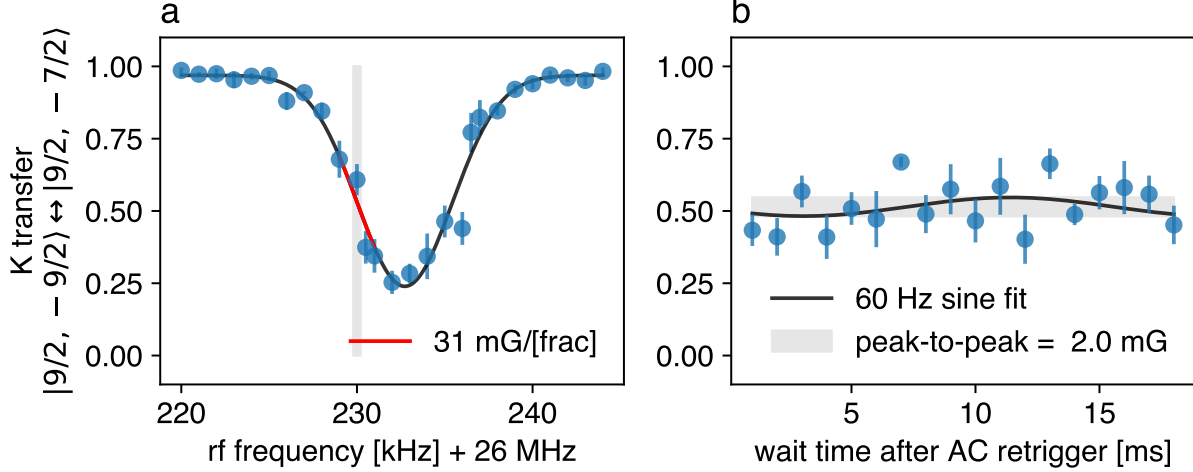 a
K transfer
|9/2, − 9/2⟩ ↔ |9/2, − 7/2⟩
1.00
0.75
0.50
0.25
0.00
31 mG/[frac]
220
230
240
rf frequency [kHz] + 26 MHz
b
1.00
0.75
0.50
0.25
0.00
60 Hz sine fit
peak-to-peak = 2.0 mG
5
10
15
wait time after AC retrigger [ms]